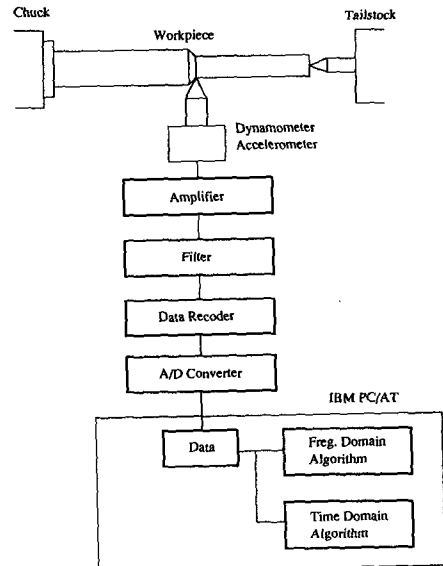 Chuck
Tailstock
Workpiece
Dynamometer
Accelerometer
Amplifier
Filter
Data Recoder
A/D Converter
IBM PC/AT
Data
Freg. Domain
Algorithm
Time Domain
Algorithm